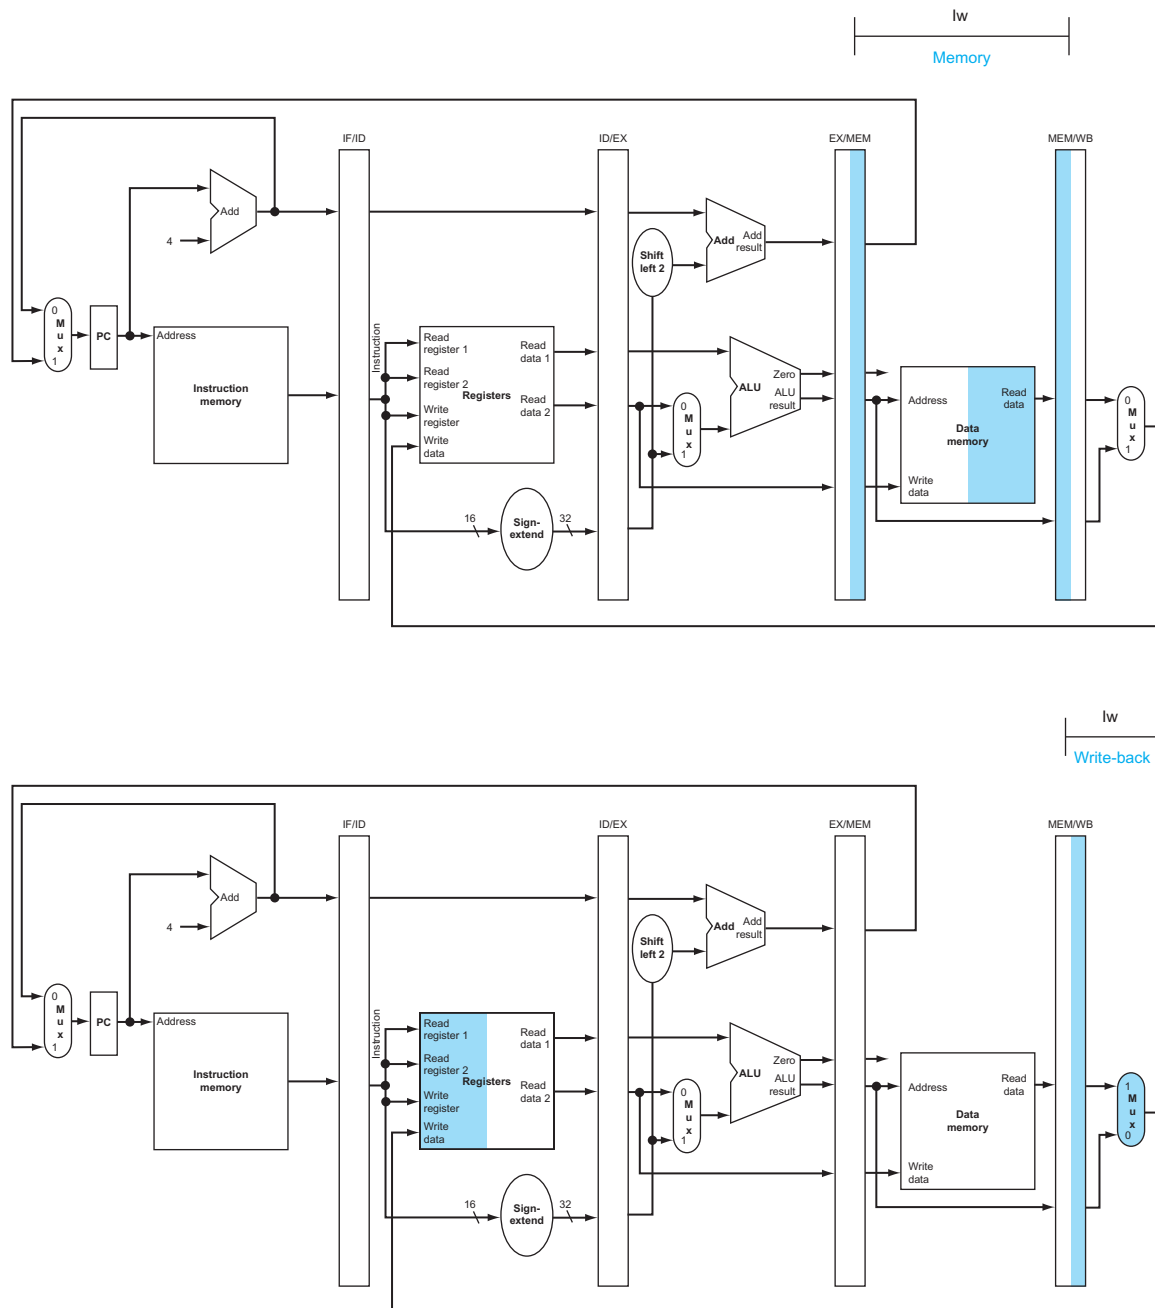 lw
Memory
IF/ID
ID/EX
EX/MEM
MEM/WB
Add
4
Shift
left 2
Add
Add
result
0
M
u
x
1
PC
Address
Instruction
memory
Instruction
Read
register 1
Read
register 2
Write
register
Write
data
Registers
Read
data 1
Read
data 2
0
M
u
x
1
ALU
Zero
ALU
result
Address
Write
data
Data
memory
Read
data
0
M
u
x
1
16
Sign-
extend
32
lw
Write-back
IF/ID
ID/EX
EX/MEM
MEM/WB
Add
4
Shift
left 2
Add
Add
result
0
M
u
x
1
PC
Address
Instruction
memory
Instruction
Read
register 1
Read
register 2
Write
register
Write
data
Registers
Read
data 1
Read
data 2
0
M
u
x
1
ALU
Zero
ALU
result
Address
Write
data
Data
memory
Read
data
1
M
u
x
0
16
Sign-
extend
32